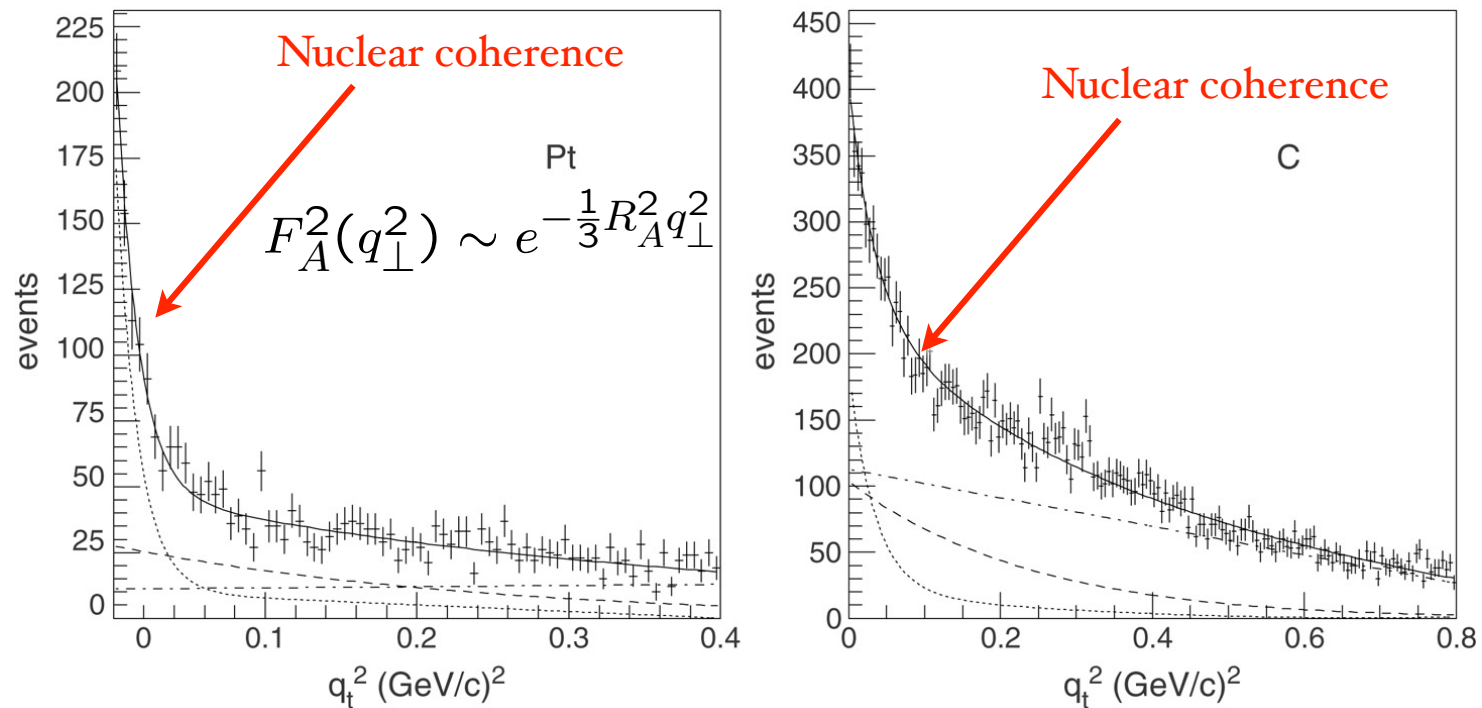 Nuclear coherence
Pt
F_A^2(q_⊥^2) ∼ e^{-\frac{1}{3}R_A^2 q_⊥^2}
events
225
200
175
150
125
100
75
50
25
0
0 0.1 0.2 0.3 0.4
q_t^2 (GeV/c)^2
Nuclear coherence
C
events
450
400
350
300
250
200
150
100
50
0
0 0.2 0.4 0.6 0.8
q_t^2 (GeV/c)^2